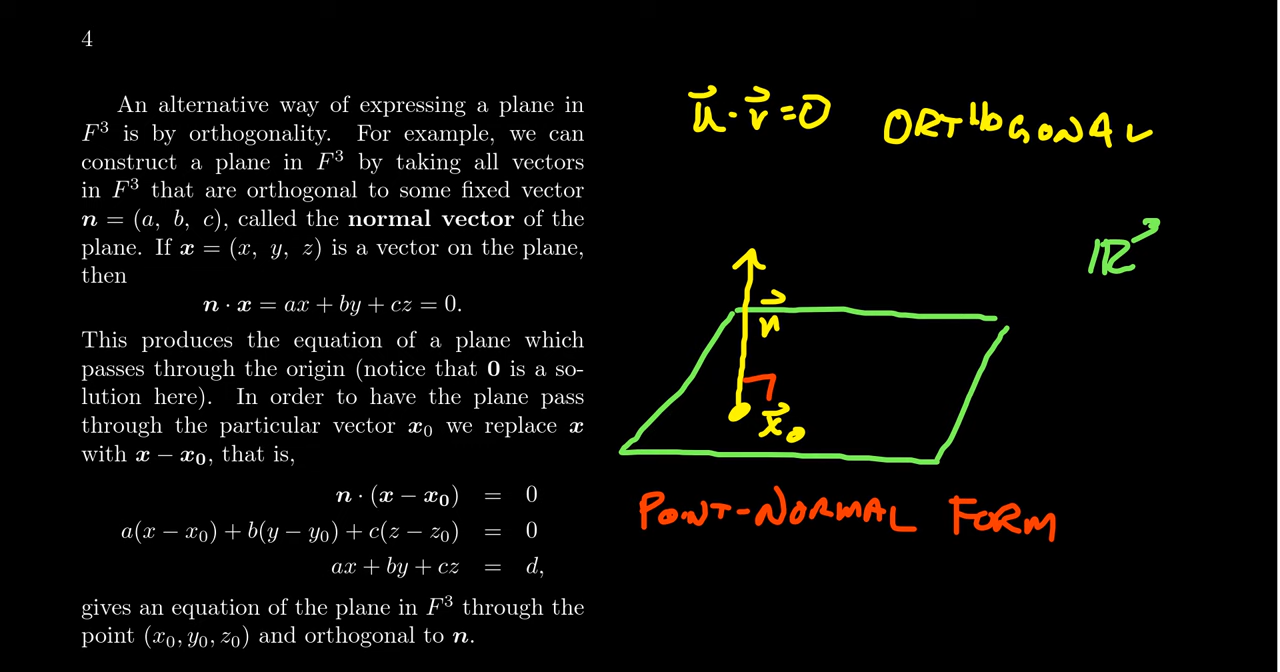 4
An alternative way of expressing a plane in
F³ is by orthogonality. For example, we can
construct a plane in F³ by taking all vectors
in F³ that are orthogonal to some fixed vector
n = (a, b, c), called the normal vector of the
plane. If x = (x, y, z) is a vector on the plane,
then
n · x = ax + by + cz = 0.
This produces the equation of a plane which
passes through the origin (notice that 0 is a so-
lution here). In order to have the plane pass
through the particular vector x₀ we replace x
with x − x₀, that is,
n · (x − x₀) = 0
a(x − x₀) + b(y − y₀) + c(z − z₀) = 0
ax + by + cz = d,
gives an equation of the plane in F³ through the
point (x₀, y₀, z₀) and orthogonal to n.
u⃗ · v⃗ = 0 ORTHOGONAL
ℝ³
n⃗
x⃗₀
POINT-NORMAL FORM